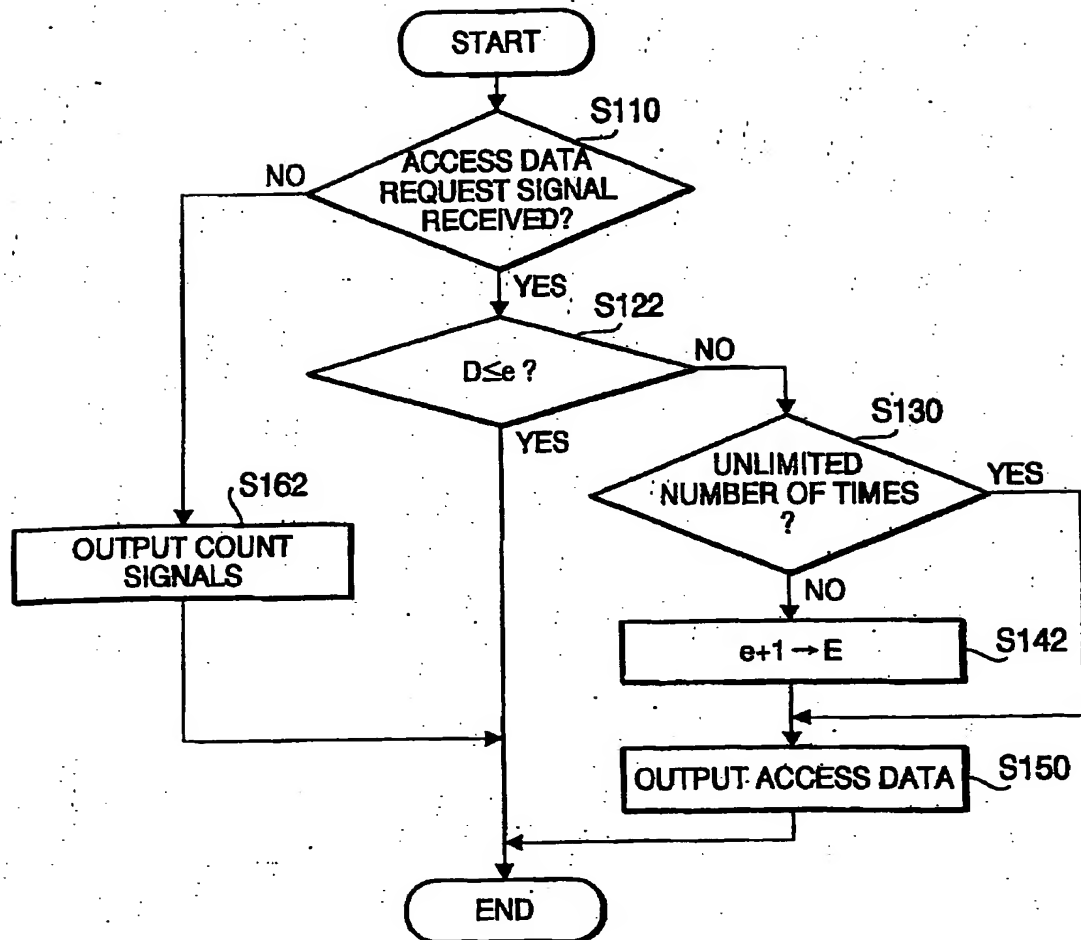 START
S110
ACCESS DATA
REQUEST SIGNAL
RECEIVED?
NO
YES
S122
D≤e ?
NO
YES
S130
UNLIMITED
NUMBER OF TIMES
?
YES
NO
S162
OUTPUT COUNT
SIGNALS
e+1→E
S142
OUTPUT ACCESS DATA
S150
END